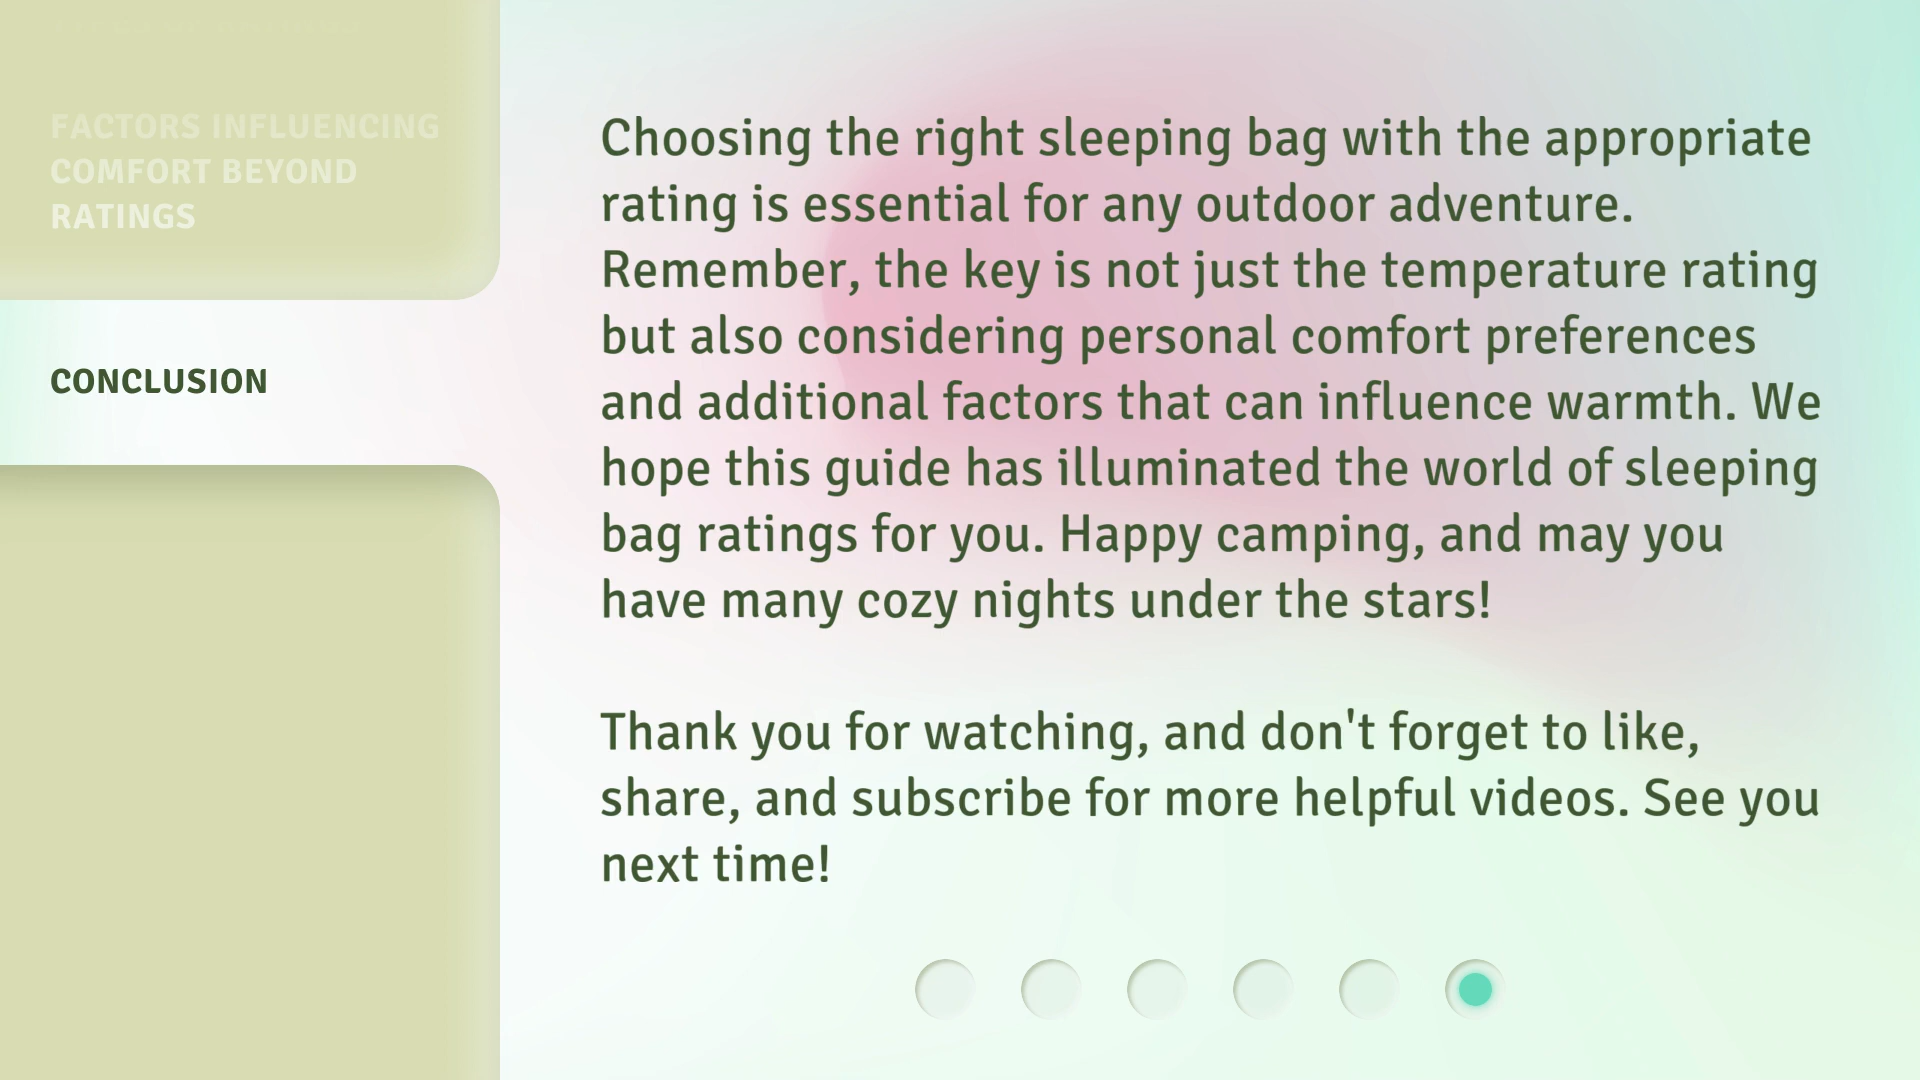 FACTORS INFLUENCING
COMFORT BEYOND
RATINGS
CONCLUSION
Choosing the right sleeping bag with the appropriate
rating is essential for any outdoor adventure.
Remember, the key is not just the temperature rating
but also considering personal comfort preferences
and additional factors that can influence warmth. We
hope this guide has illuminated the world of sleeping
bag ratings for you. Happy camping, and may you
have many cozy nights under the stars!
Thank you for watching, and don't forget to like,
share, and subscribe for more helpful videos. See you
next time!